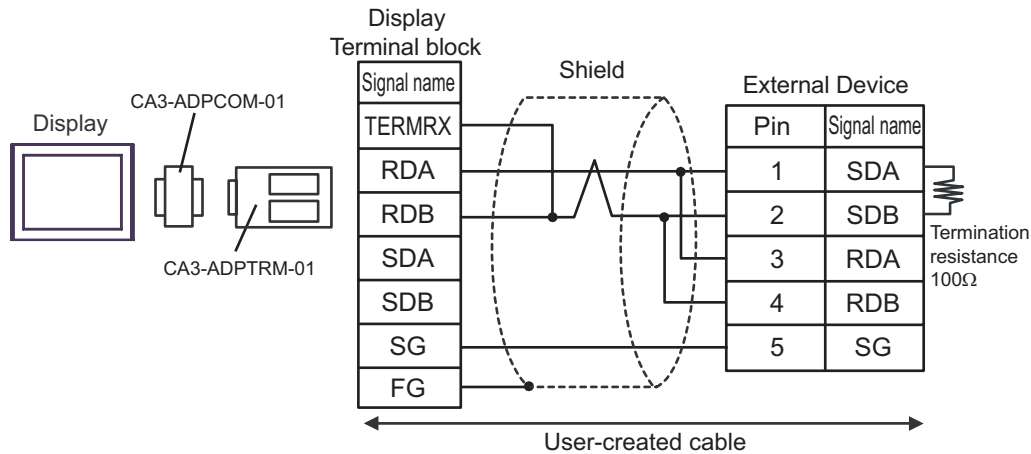 Display
Terminal block
Shield
External Device
CA3-ADPCOM-01
Display
CA3-ADPTRM-01
Signal name
TERMRX
RDA
RDB
SDA
SDB
SG
FG
Pin Signal name
1 SDA
2 SDB
3 RDA
4 RDB
5 SG
Termination
resistance
100Ω
User-created cable